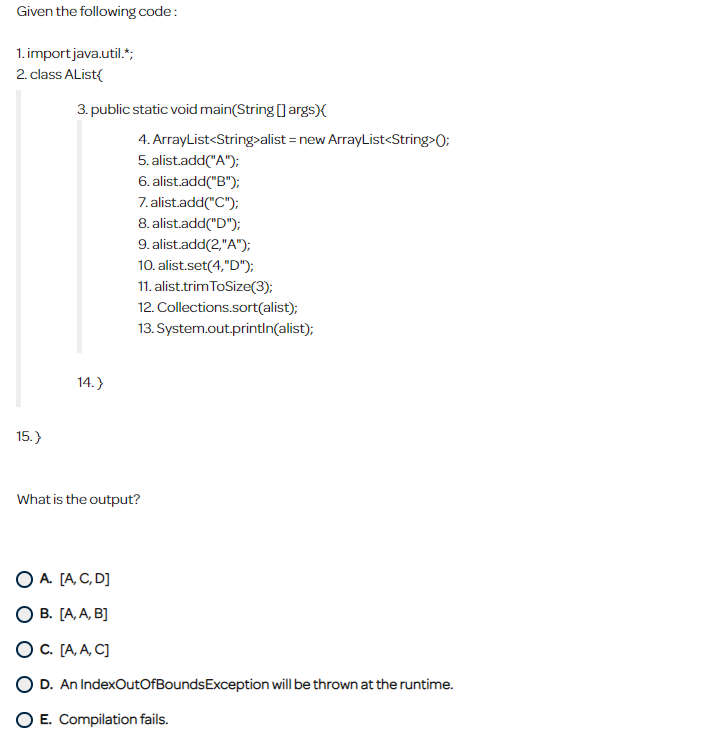 Given the following code :
1. import java.util.*;
2. class AList{
3. public static void main(String [] args){
4. ArrayList<String>alist = new ArrayList<String>();
5. alist.add("A");
6. alist.add("B");
7. alist.add("C");
8. alist.add("D");
9. alist.add(2,"A");
10. alist.set(4,"D");
11. alist.trimToSize(3);
12. Collections.sort(alist);
13. System.out.println(alist);
14. }
15. }
What is the output?
A. [A, C, D]
B. [A, A, B]
C. [A, A, C]
D. An IndexOutOfBoundsException will be thrown at the runtime.
E. Compilation fails.